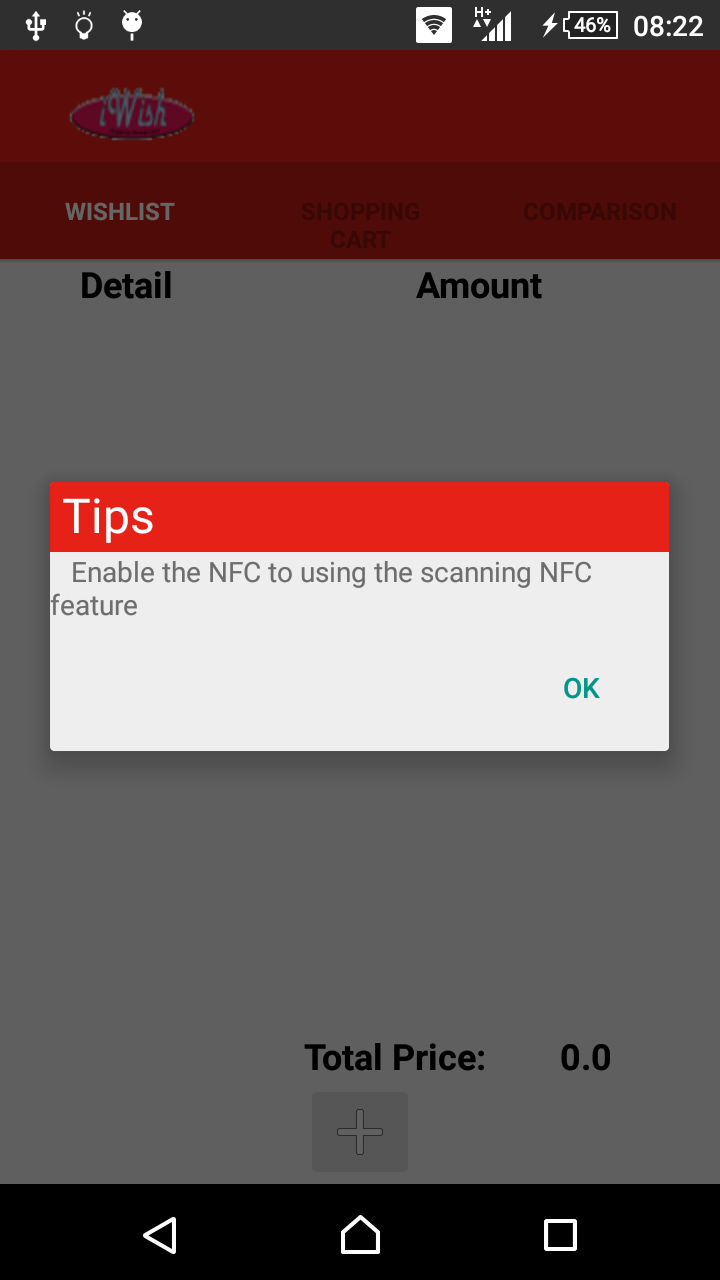 H+
46%
08:22
iWish
WISHLIST
SHOPPING
CART
COMPARISON
Detail
Amount
Tips
Enable the NFC to using the scanning NFC
feature
OK
Total Price:
0.0